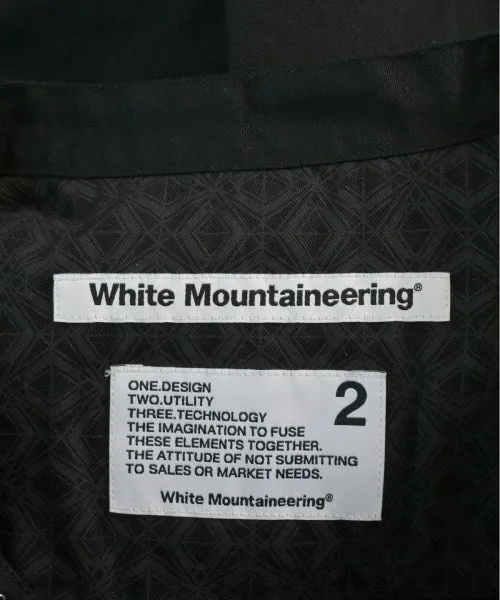 White Mountaineering®
ONE.DESIGN
TWO.UTILITY
THREE.TECHNOLOGY
THE IMAGINATION TO FUSE
THESE ELEMENTS TOGETHER.
THE ATTITUDE OF NOT SUBMITTING
TO SALES OR MARKET NEEDS.
2
White Mountaineering®